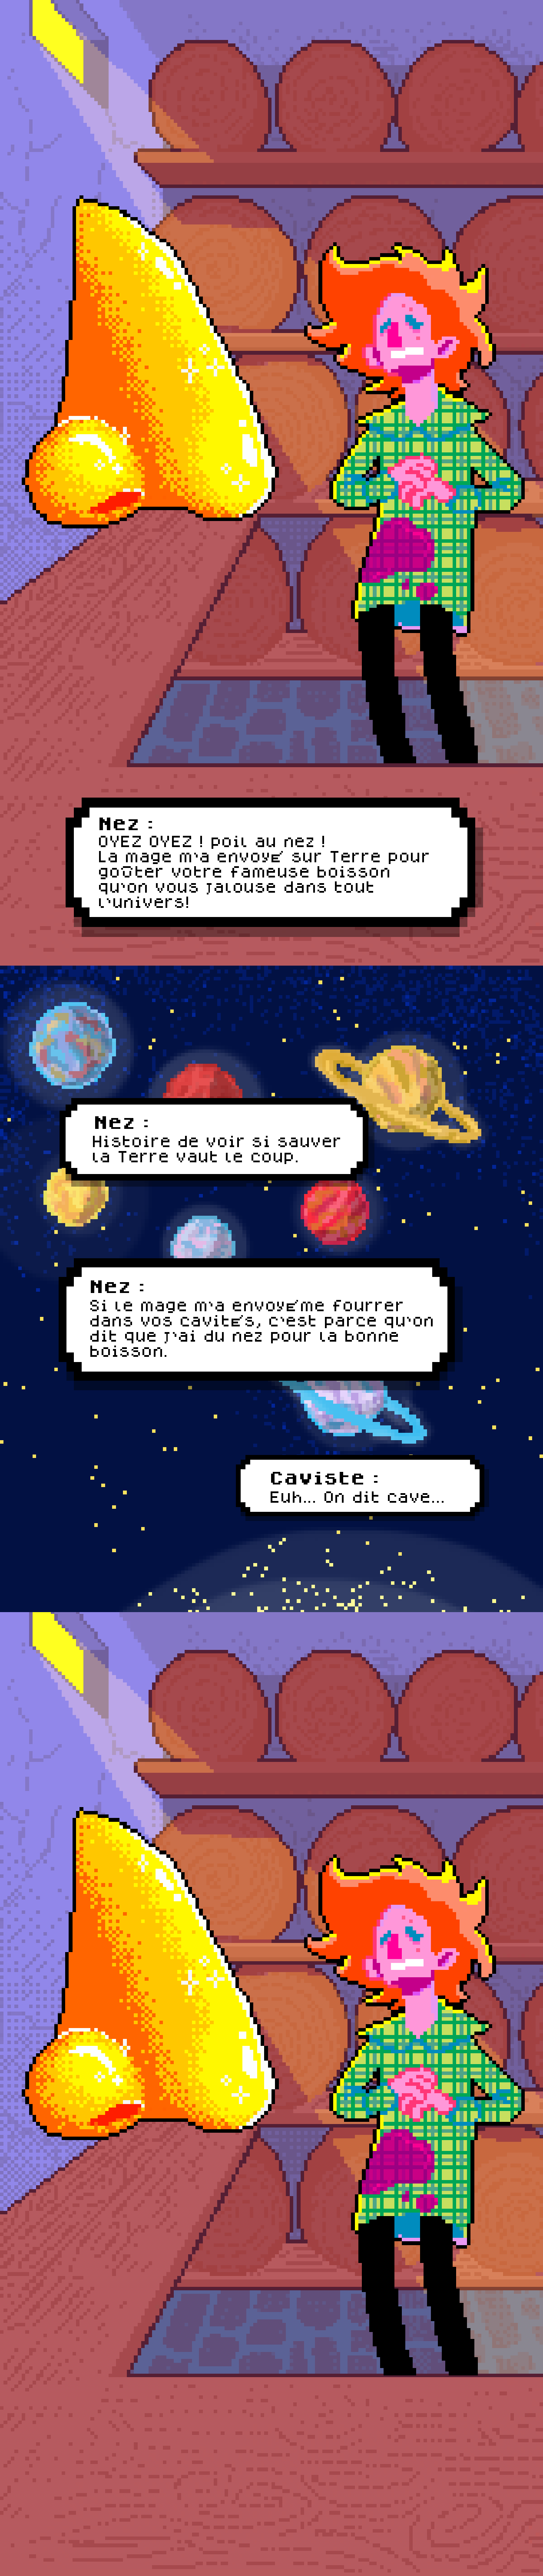 Nez :
OYEZ OYEZ ! poil au nez !
La mage m'a envoyé sur Terre pour
goûter votre fameuse boisson
qu'on vous jalouse dans tout
l'univers!
Nez :
Histoire de voir si sauver
la Terre vaut le coup.
Nez :
Si le mage m'a envoyé me fourrer
dans vos cavités, c'est parce qu'on
dit que j'ai du nez pour la bonne
boisson.
Caviste :
Euh... On dit cave...